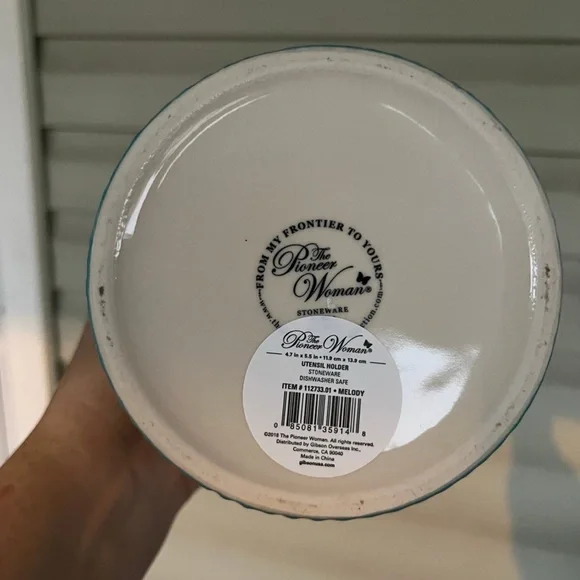 FROM MY FRONTIER TO YOURS
The
Pioneer
Woman®
STONEWARE
The
Pioneer Woman®
4.7 in x 5.5 in • 11.9 cm x 13.9 cm
UTENSIL HOLDER
STONEWARE
DISHWASHER SAFE
ITEM # 112733.01 • MELODY
0 85081 35914 8
©2019 The Pioneer Woman. All rights reserved.
Distributed by Gibson Overseas Inc.,
Commerce, CA 90040
Made in China
gibsonusa.com